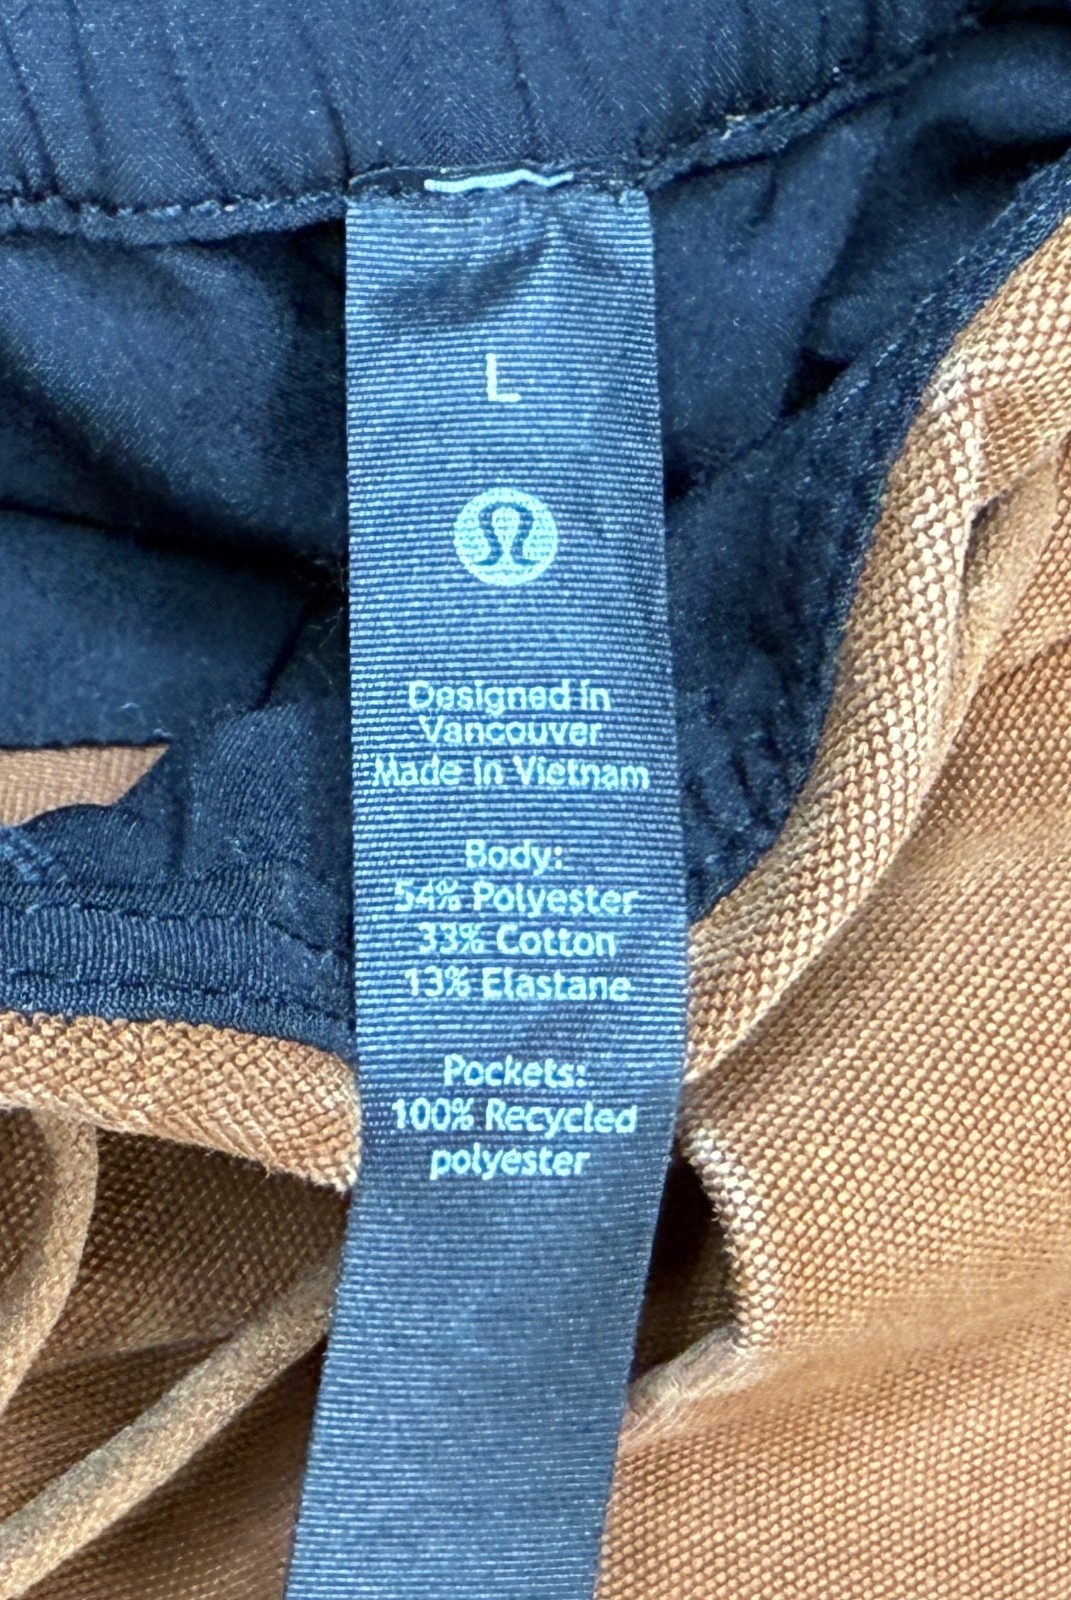 L
Designed in
Vancouver
Made in Vietnam
Body:
54% Polyester
33% Cotton
13% Elastane
Pockets:
100% Recycled
polyester